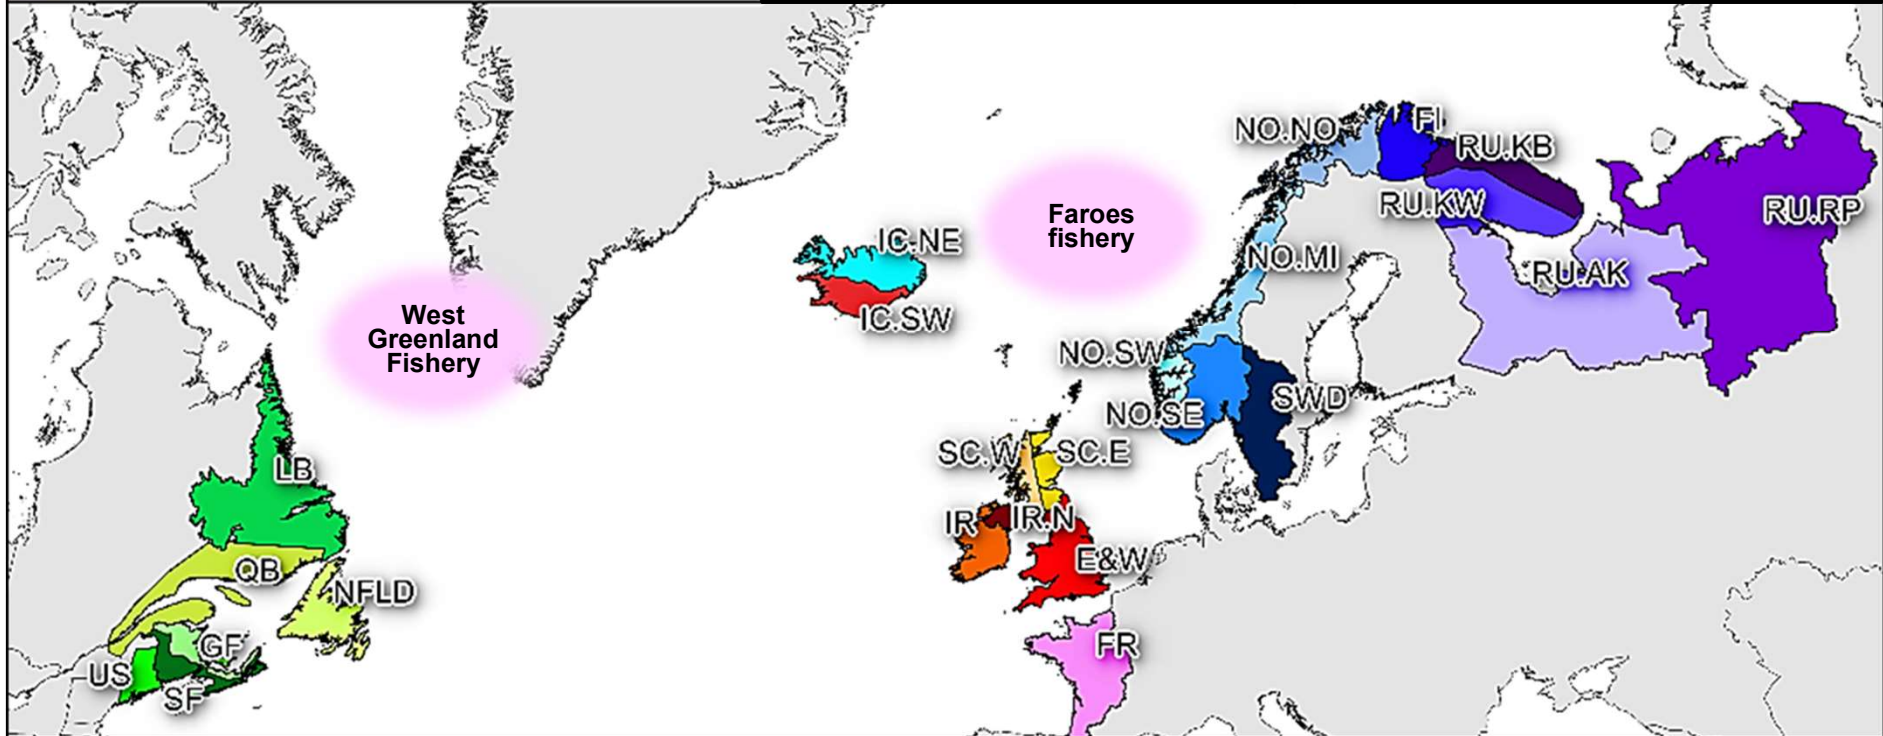 NO.NO
FI
RU.KB
RU.KW
RU.RP
Faroes
fishery
IC.NE
NO.MI
RU.AK
West
Greenland
Fishery
IC.SW
NO.SW
SWD
NO.SE
SC.W
SC.E
LB
IR
IR.N
E&W
QB
NFLD
GF
FR
US
SF